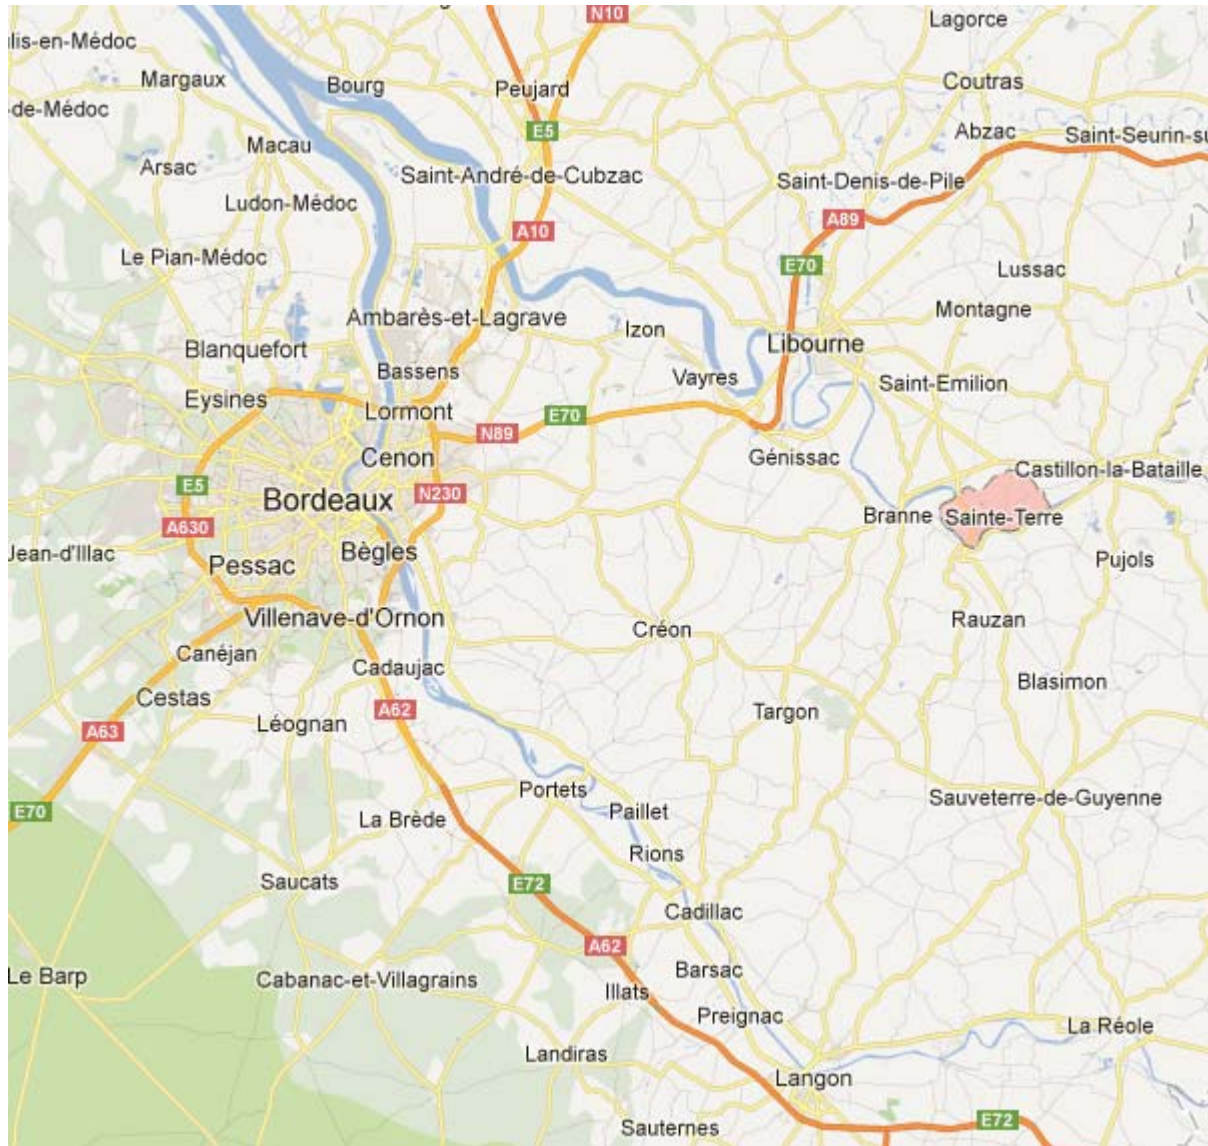 N10
Lagorce
lis-en-Médoc
Margaux
Bourg
Peujard
Coutras
-de-Médoc
E5
Abzac
Saint-Seurin-su
Macau
Arsac
Saint-André-de-Cubzac
Saint-Denis-de-Pile
Ludon-Médoc
A89
A10
Le Pian-Médoc
E70
Lussac
Montagne
Ambarès-et-Lagrave
Izon
Libourne
Blanquefort
Bassens
Vayres
Saint-Emilion
Eysines
Lormont
E70
N89
Cenon
Génissac
Castillon-la-Bataille
E5
N230
Bordeaux
Branne
Sainte-Terre
A630
Jean-d'Illac
Bègles
Pujols
Pessac
Villenave-d'Ornon
Rauzan
Créon
Canéjan
Cadaujac
Blasimon
Cestas
A62
Targon
Léognan
A63
Portets
Sauveterre-de-Guyenne
E70
Paillet
La Brède
Rions
Saucats
E72
Cadillac
A62
Barsac
Le Barp
Cabanac-et-Villagrains
Illats
Preignac
La Réole
Landiras
Langon
E72
Sauternes